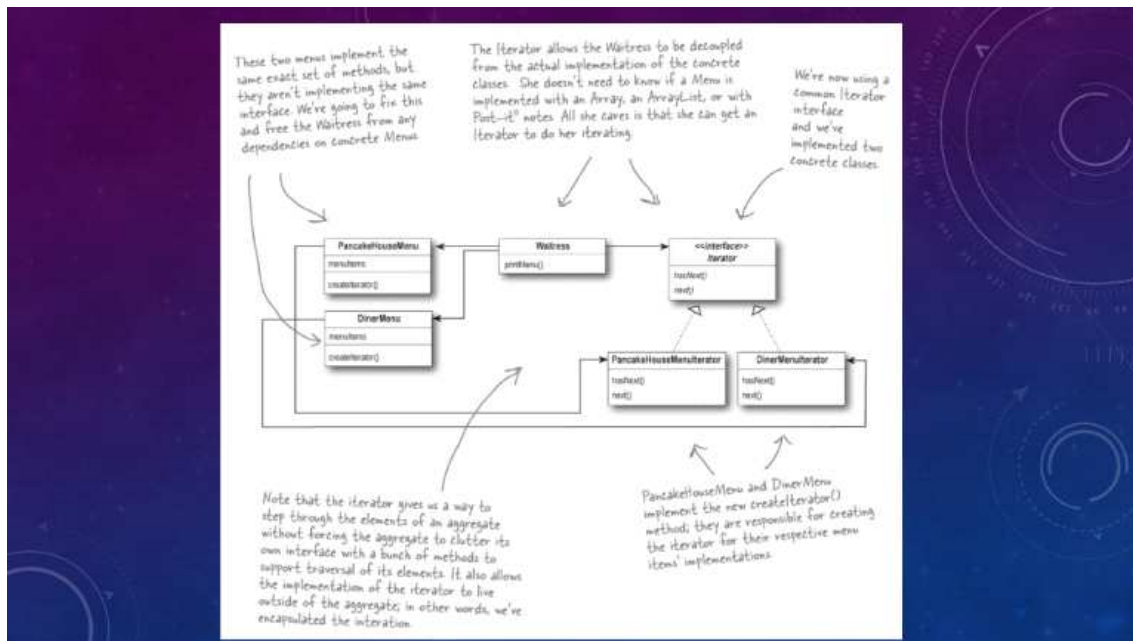 These two menus implement the
same exact set of methods, but
they aren't implementing the same
interface. We're going to fix this
and free the Waitress from any
dependencies on concrete Menus.
The Iterator allows the Waitress to be decoupled
from the actual implementation of the concrete
classes. She doesn't need to know if a Menu is
implemented with an Array, an ArrayList, or with
Post-it® notes. All she cares is that she can get an
Iterator to do her iterating.
We're now using a
common Iterator
interface
and we've
implemented two
concrete classes.
PancakeHouseMenu
menuItems
createIterator()
Waitress
printMenu()
<<interface>>
Iterator
hasNext()
next()
DinerMenu
menuItems
createIterator()
PancakeHouseMenuIterator
hasNext()
next()
DinerMenuIterator
hasNext()
next()
Note that the iterator gives us a way to
step through the elements of an aggregate
without forcing the aggregate to clutter its
own interface with a bunch of methods to
support traversal of its elements. It also allows
the implementation of the iterator to live
outside of the aggregate; in other words, we've
encapsulated the interation.
PancakeHouseMenu and DinerMenu
implement the new createIterator()
method; they are responsible for creating
the iterator for their respective menu
items' implementations.